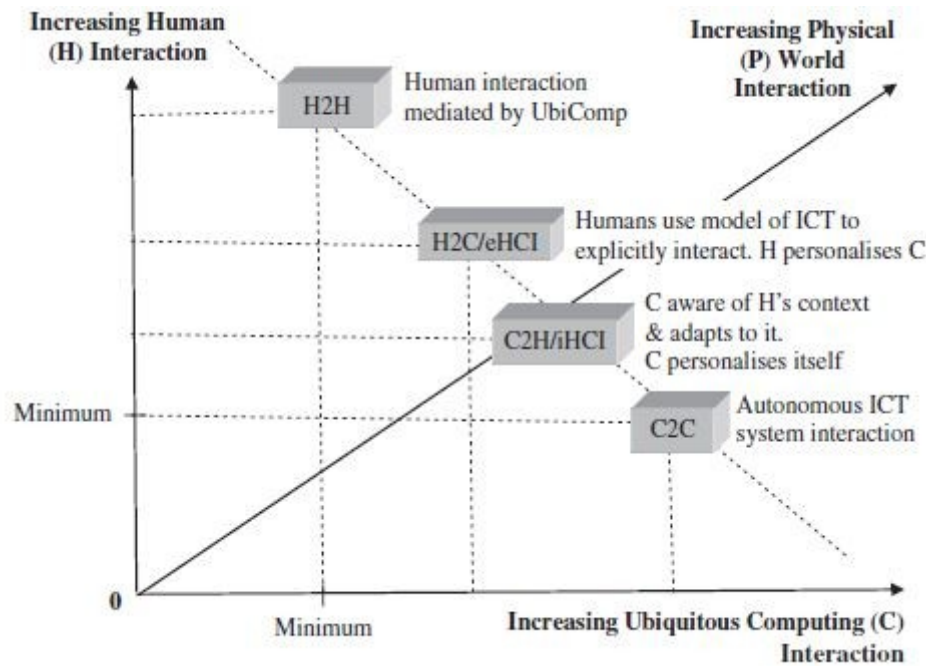 Increasing Human
(H) Interaction
Increasing Physical
(P) World
Interaction
H2H
Human interaction
mediated by UbiComp
H2C/eHCI
Humans use model of ICT to
explicitly interact. H personalises C
C2H/iHCI
C aware of H's context
& adapts to it.
C personalises itself
Minimum
C2C
Autonomous ICT
system interaction
0
Minimum
Increasing Ubiquitous Computing (C)
Interaction